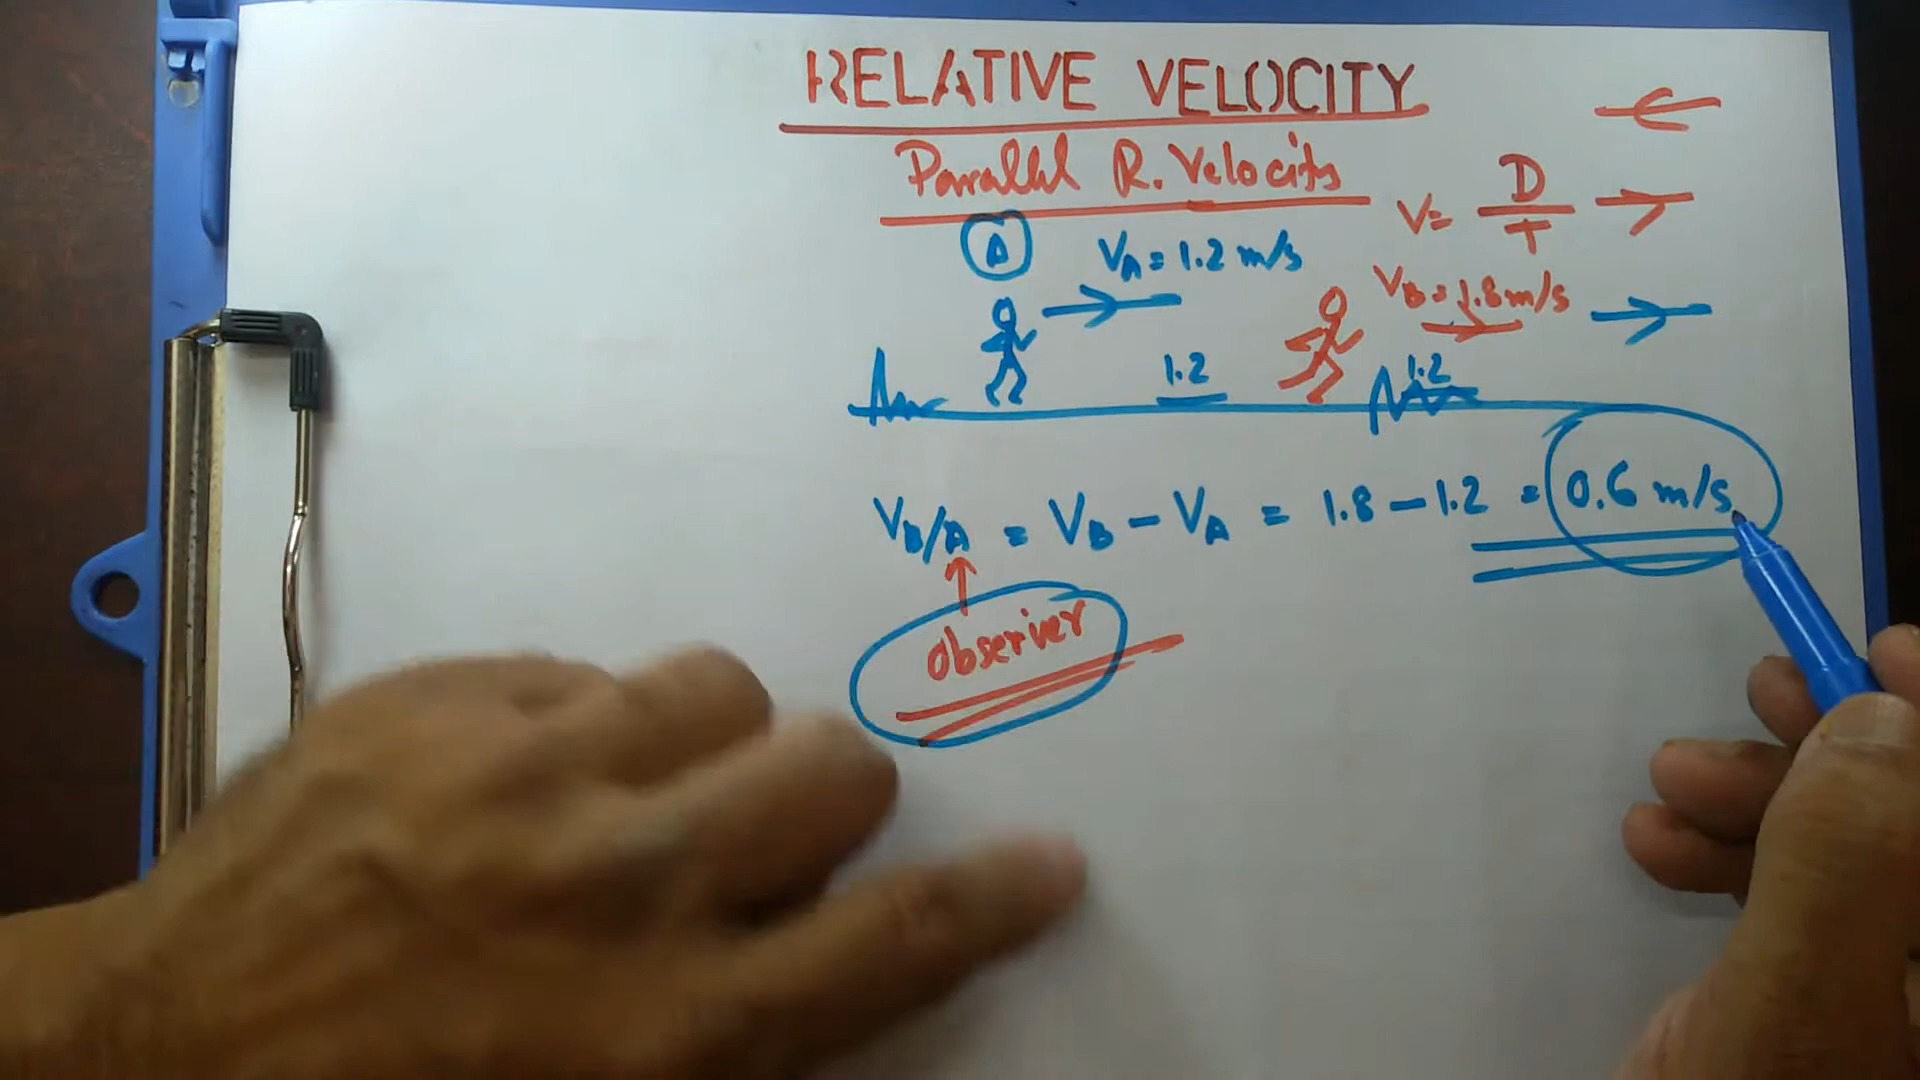 RELATIVE VELOCITY
Parallel R. Velocity
V= D/T
A
VA = 1.2 m/s
VB = 1.8 m/s
1.2
1.2
VB/A = VB - VA = 1.8 - 1.2 = 0.6 m/s
observer